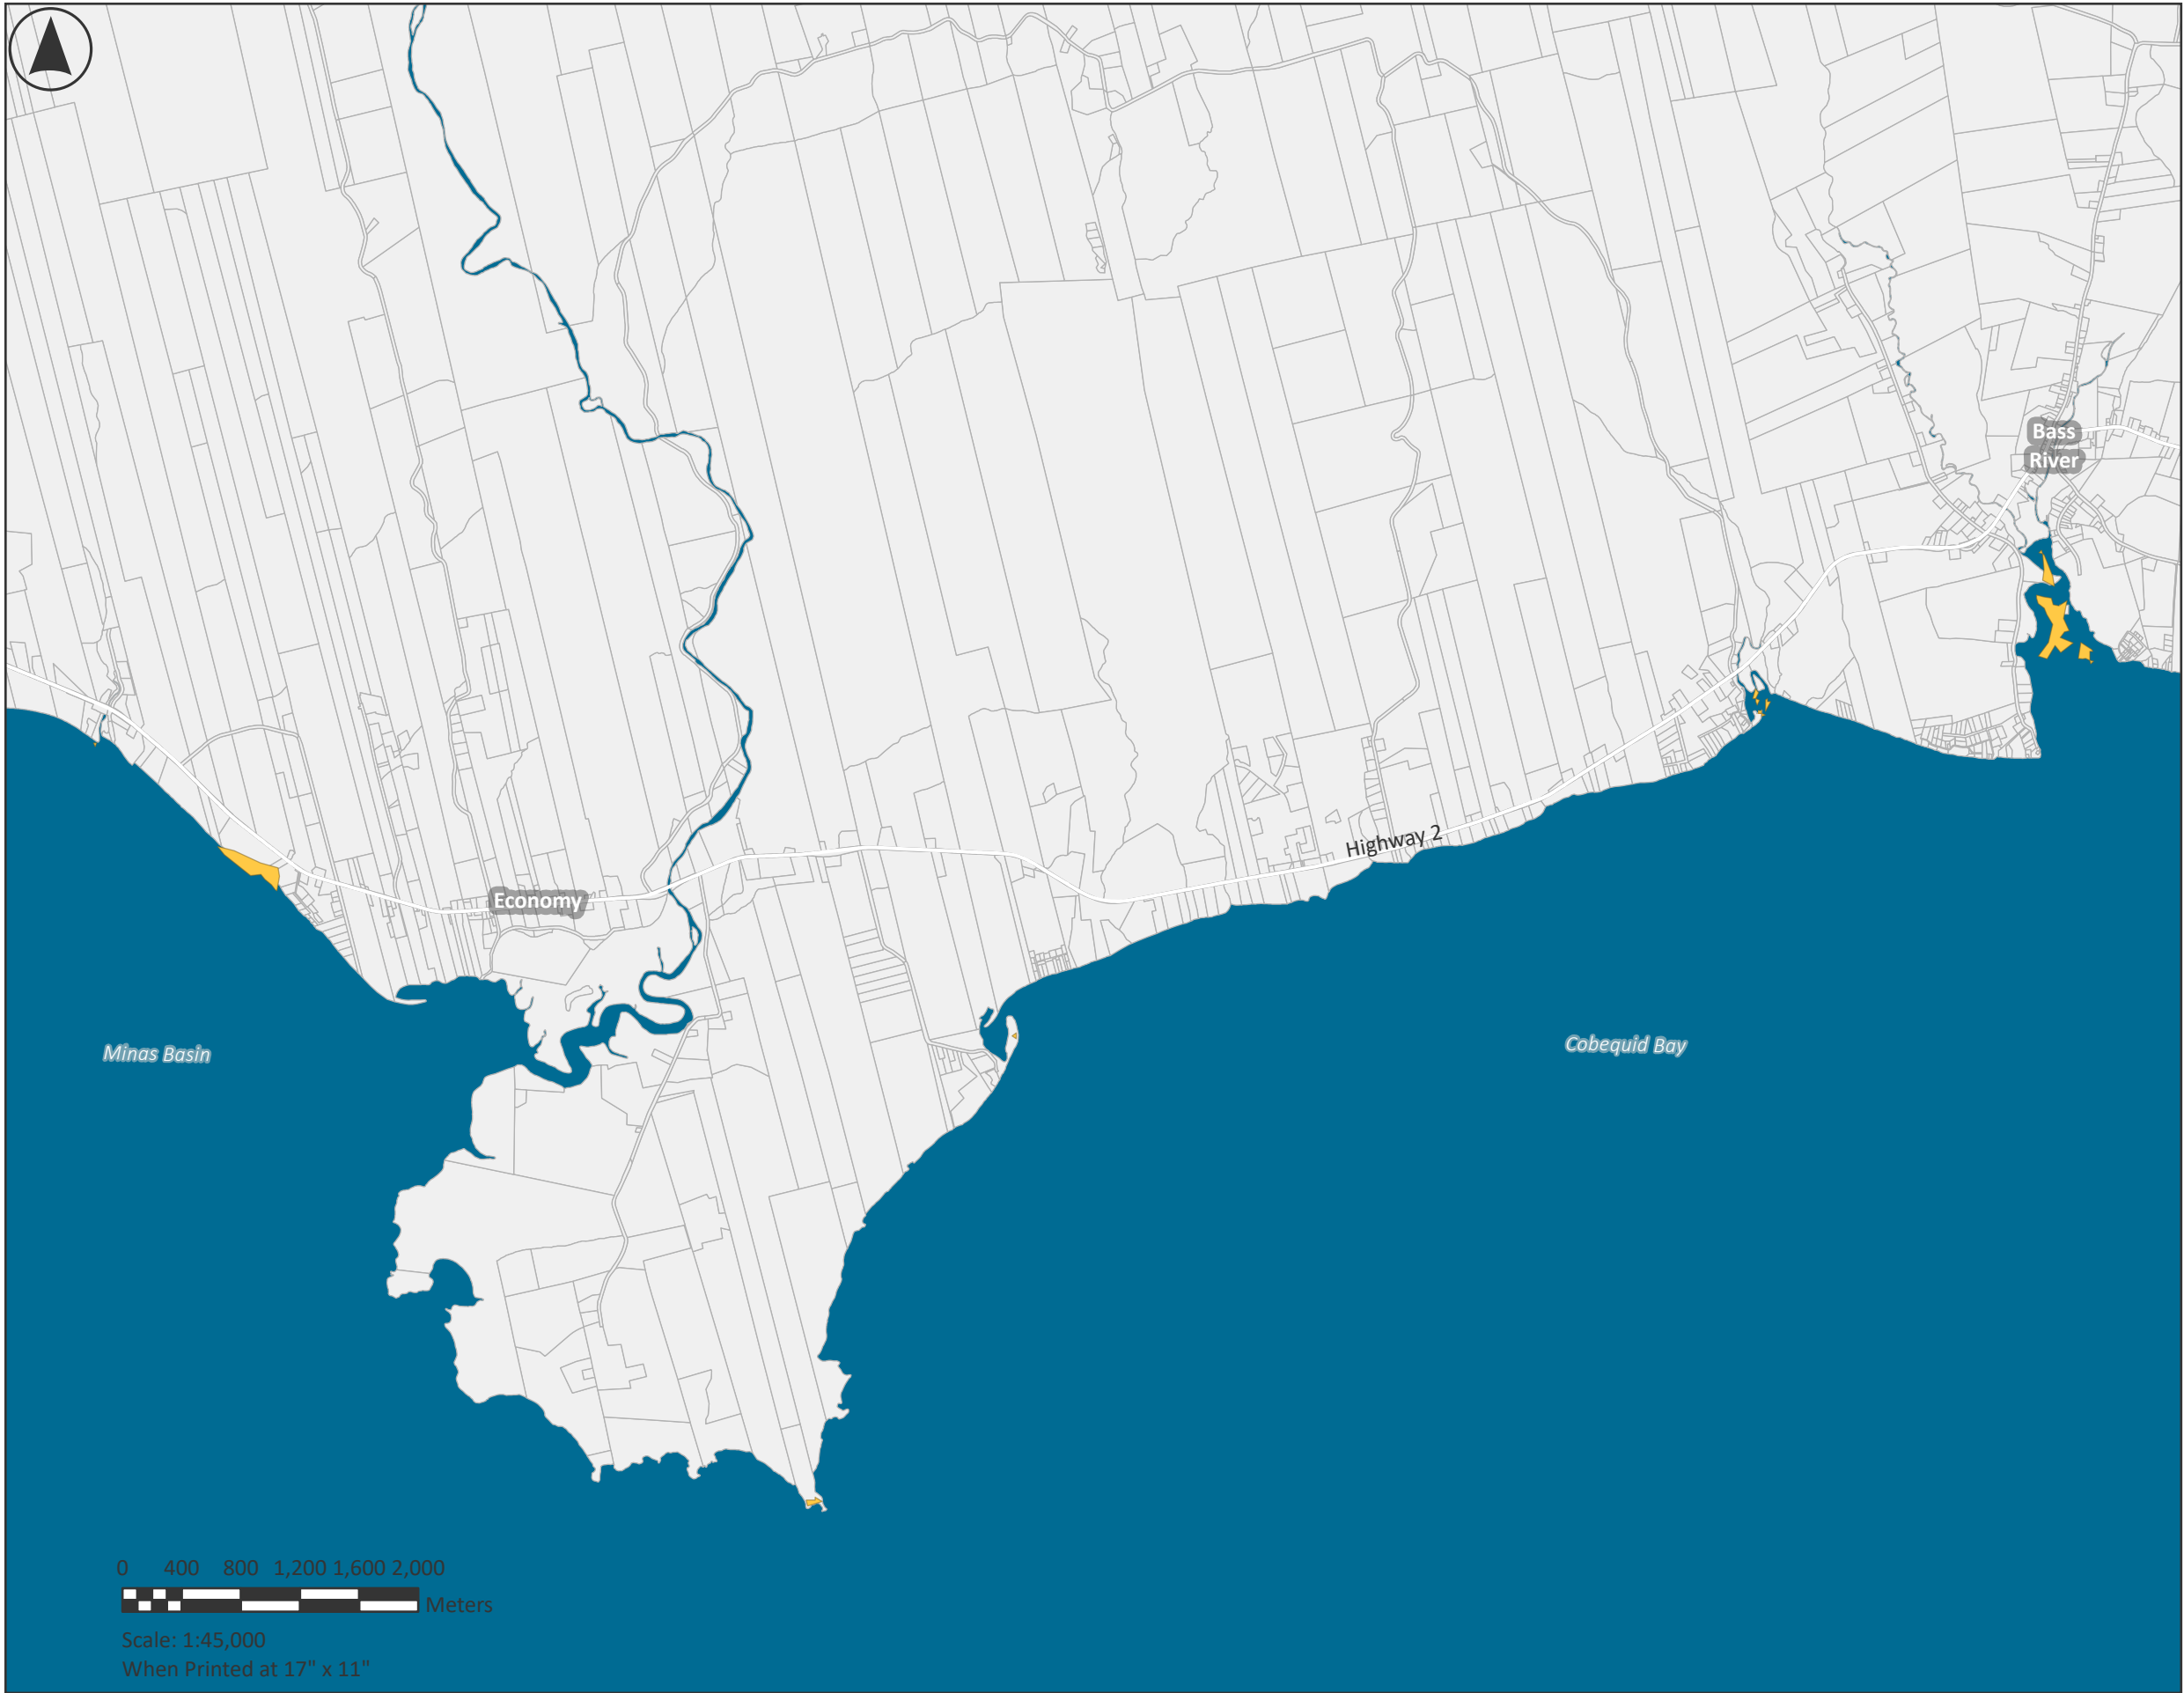 Bass
River
Highway 2
Economy
Minas Basin
Cobequid Bay
0 400 800 1,200 1,600 2,000
Meters
Scale: 1:45,000
When Printed at 17" x 11"